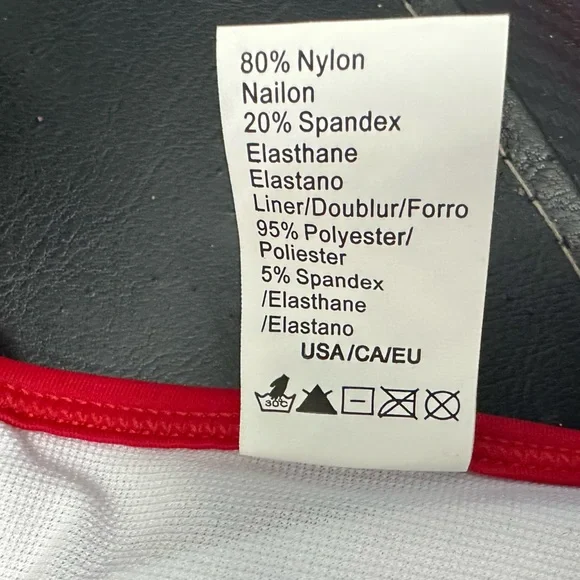 80% Nylon
Nailon
20% Spandex
Elasthane
Elastano
Liner/Doublur/Forro
95% Polyester/
Poliester
5% Spandex
/Elasthane
/Elastano
USA/CA/EU
30℃